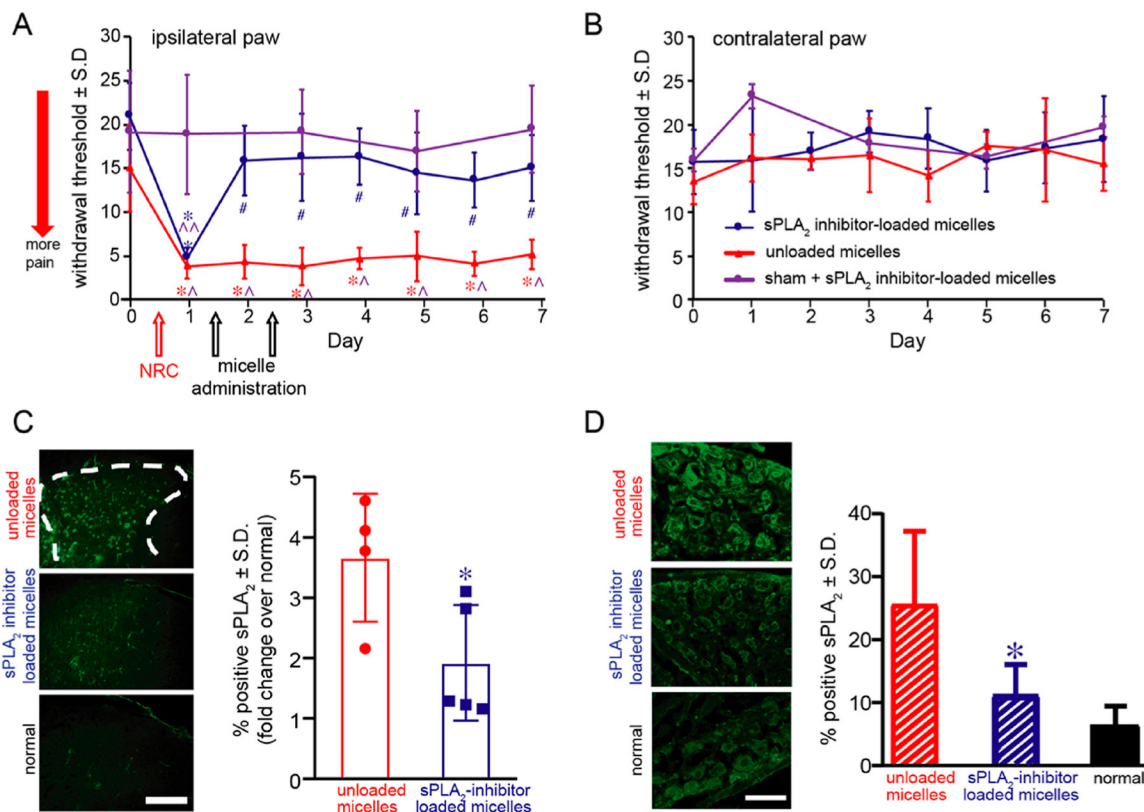 A
ipsilateral paw
withdrawal threshold ± S.D
30
25
20
15
10
5
0
more
pain
*
^^
*
# # # # # #
*^ *^ *^ *^ *^ *^ *^
0 1 2 3 4 5 6 7
Day
NRC
micelle
administration
B
contralateral paw
withdrawal threshold ± S.D
30
25
20
15
10
5
0
sPLA₂ inhibitor-loaded micelles
unloaded micelles
sham + sPLA₂ inhibitor-loaded micelles
0 1 2 3 4 5 6 7
Day
C
unloaded
micelles
sPLA₂ inhibitor
loaded micelles
normal
% positive sPLA₂ ± S.D.
(fold change over normal)
5
4
3
2
1
0
*
unloaded
micelles
sPLA₂-inhibitor
loaded micelles
D
unloaded
micelles
sPLA₂ inhibitor
loaded micelles
normal
% positive sPLA₂ ± S.D.
40
30
20
10
0
*
unloaded
micelles
sPLA₂-inhibitor
loaded micelles
normal